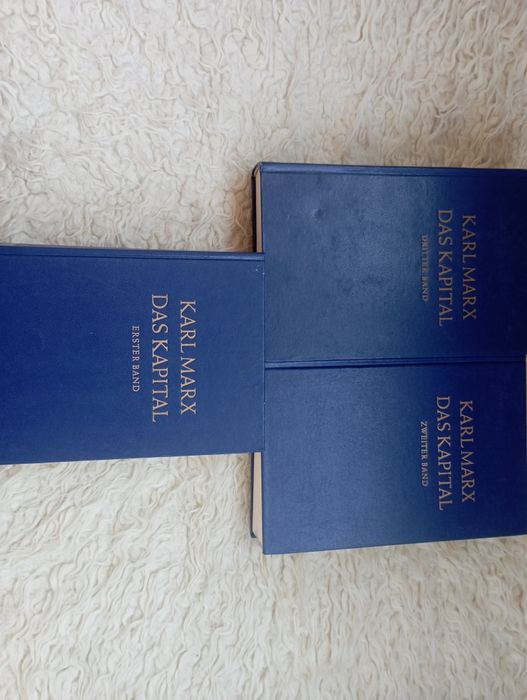 KARL MARX
DAS KAPITAL
ERSTER BAND
KARL MARX
DAS KAPITAL
DRITTER BAND
KARL MARX
DAS KAPITAL
ZWEITER BAND